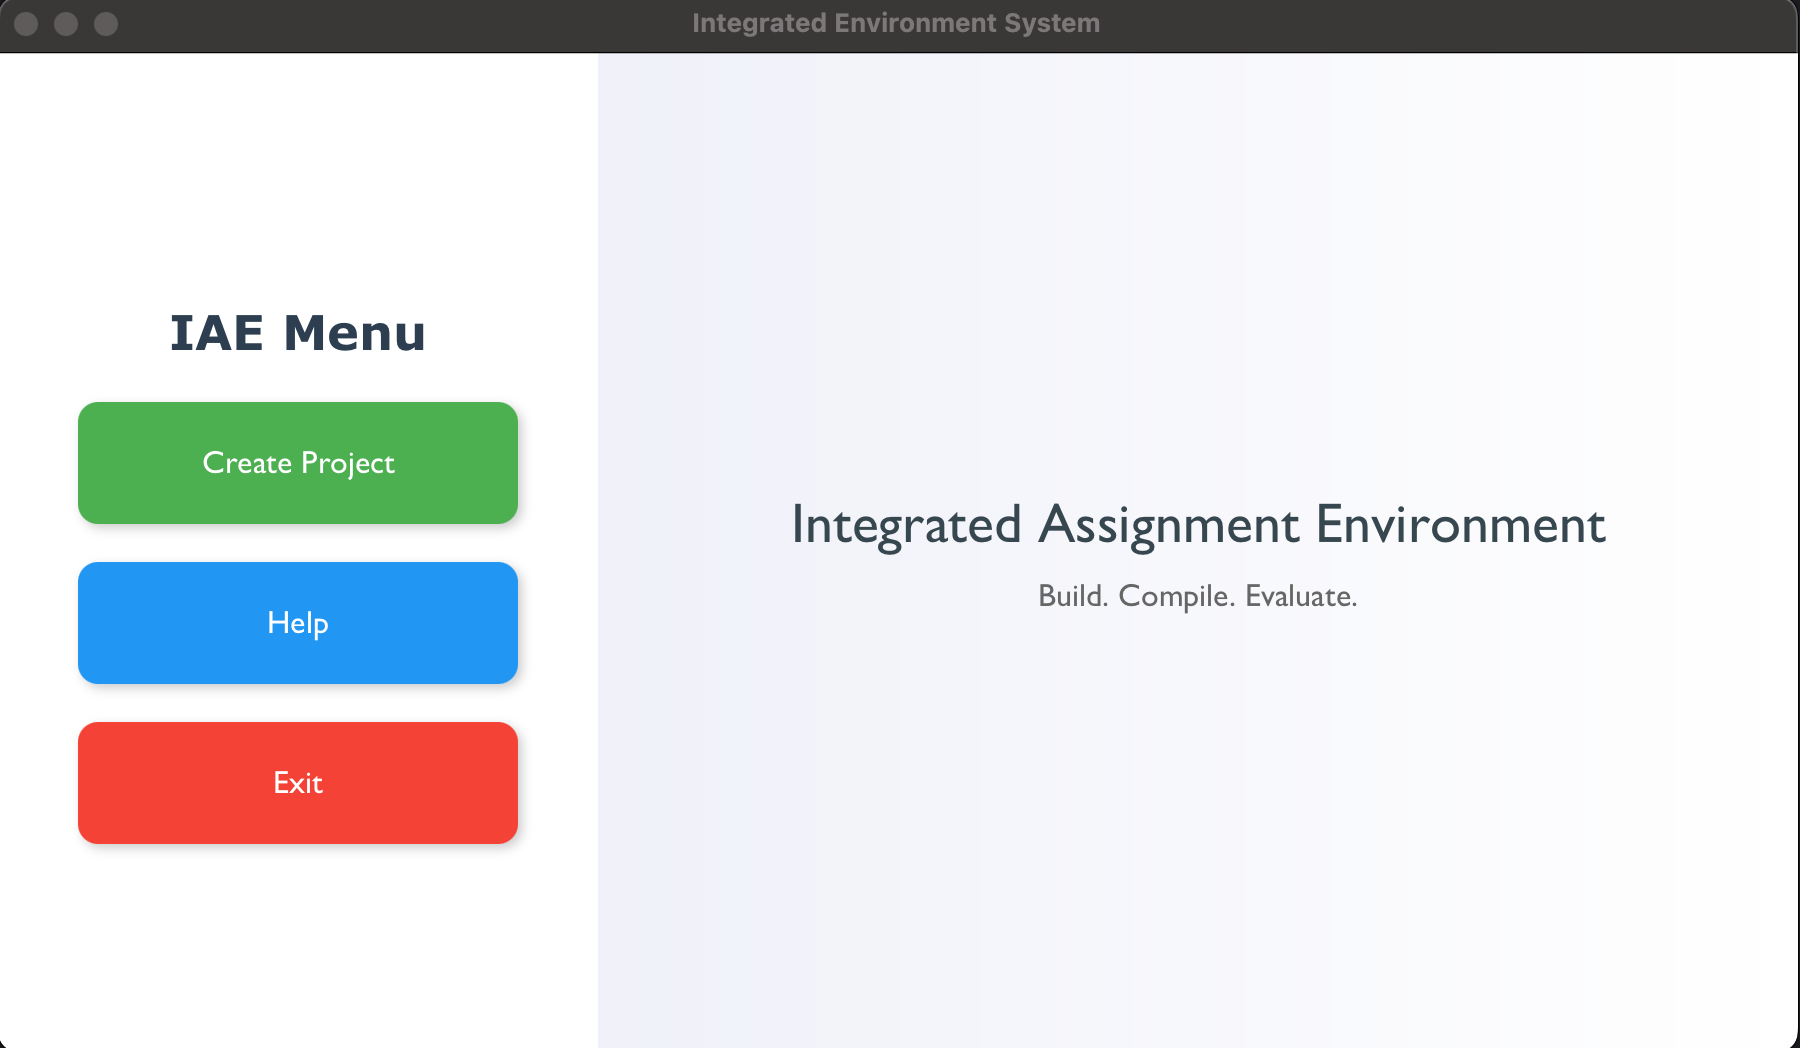 Integrated Environment System
IAE Menu
Create Project
Help
Exit
Integrated Assignment Environment
Build. Compile. Evaluate.